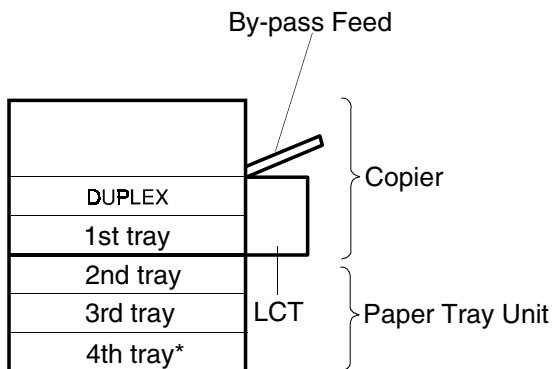 By-pass Feed
DUPLEX
Copier
1st tray
2nd tray
3rd tray
LCT
Paper Tray Unit
4th tray*